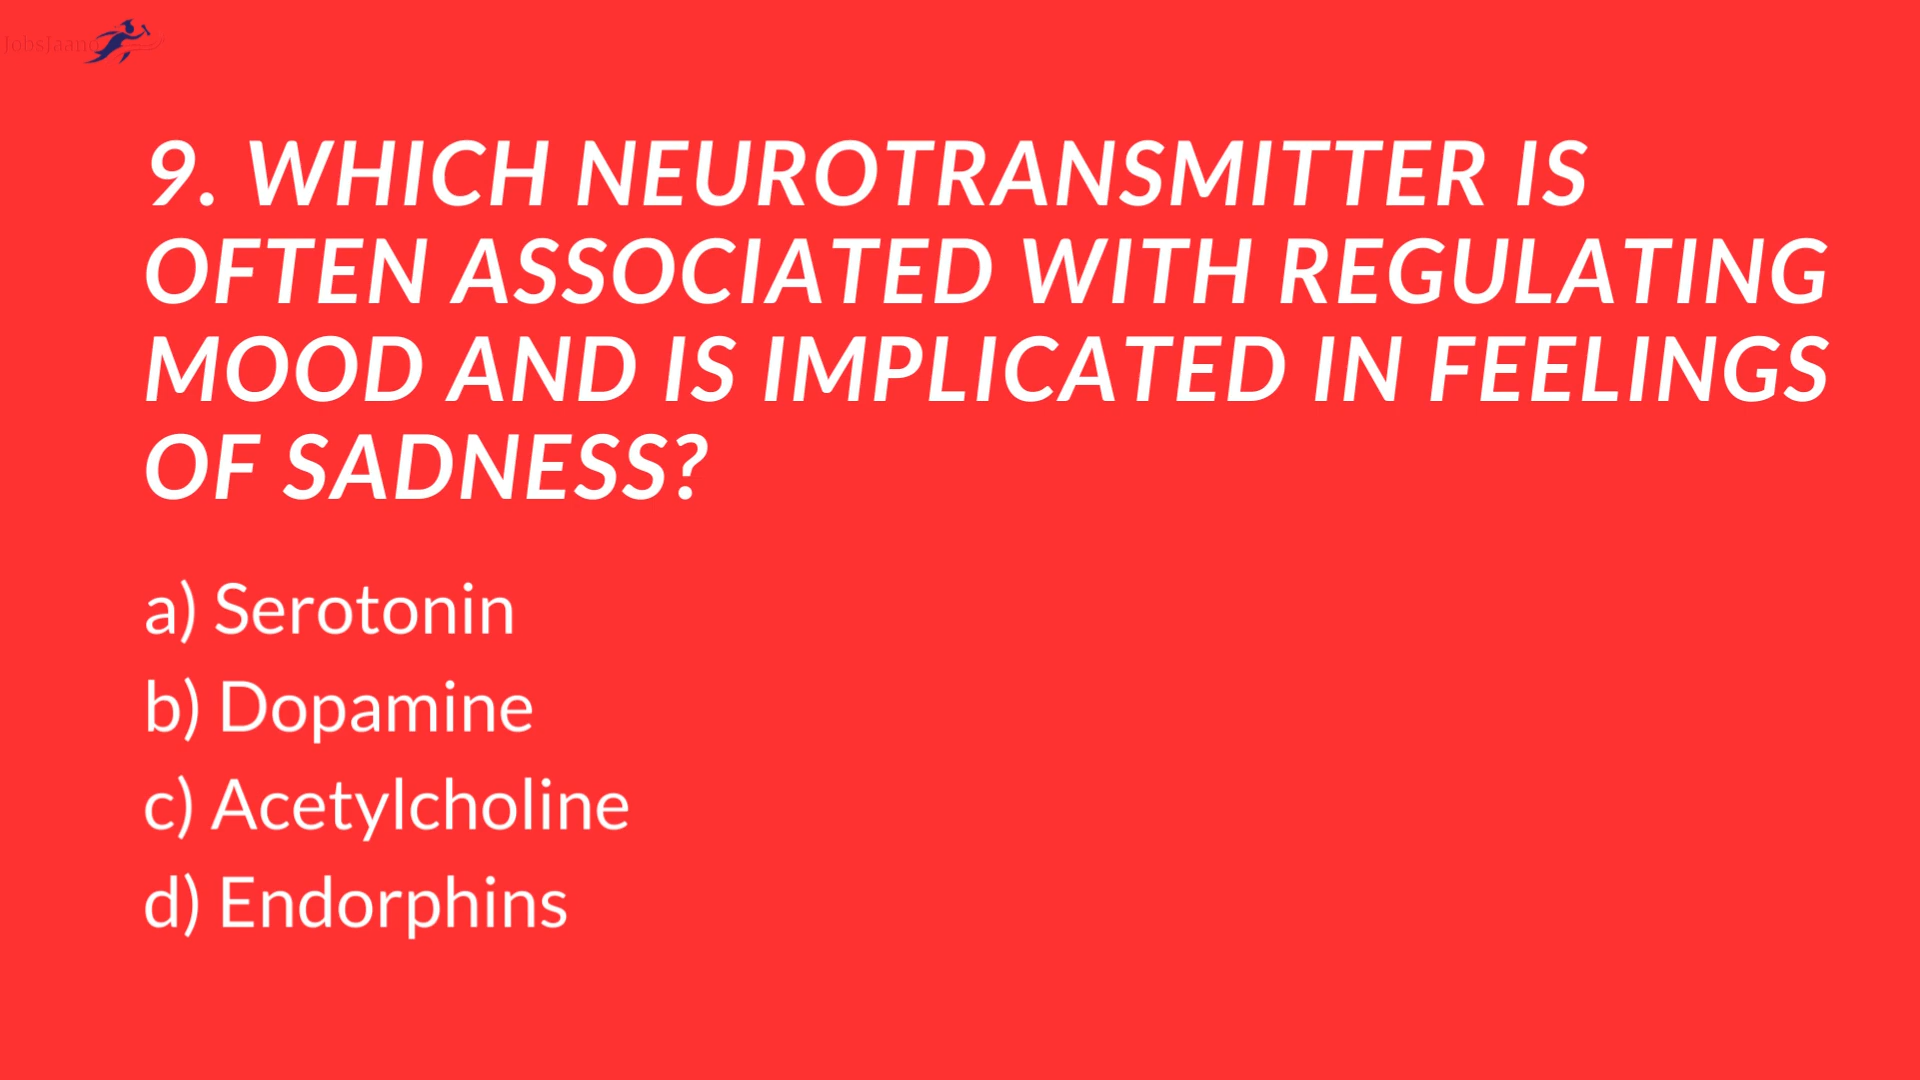 JobsJaano
9. WHICH NEUROTRANSMITTER IS
OFTEN ASSOCIATED WITH REGULATING
MOOD AND IS IMPLICATED IN FEELINGS
OF SADNESS?
a) Serotonin
b) Dopamine
c) Acetylcholine
d) Endorphins